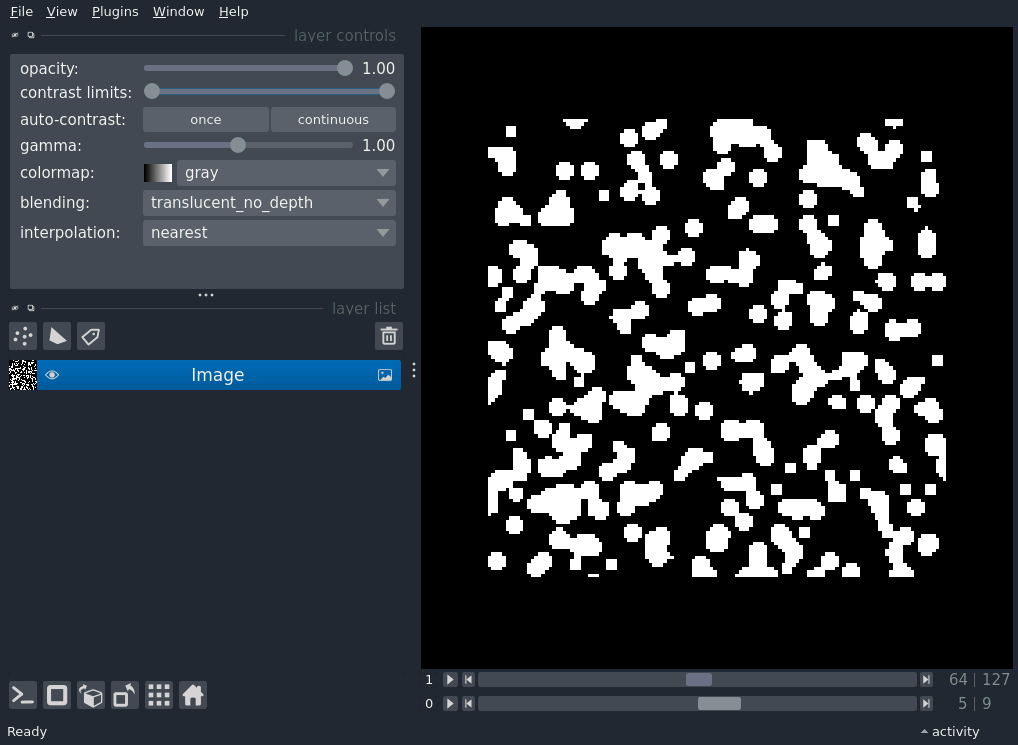 File View Plugins Window Help
layer controls
opacity: 1.00
contrast limits:
auto-contrast: once continuous
gamma: 1.00
colormap: gray
blending: translucent_no_depth
interpolation: nearest
layer list
Image
1 64 | 127
0 5 | 9
Ready activity